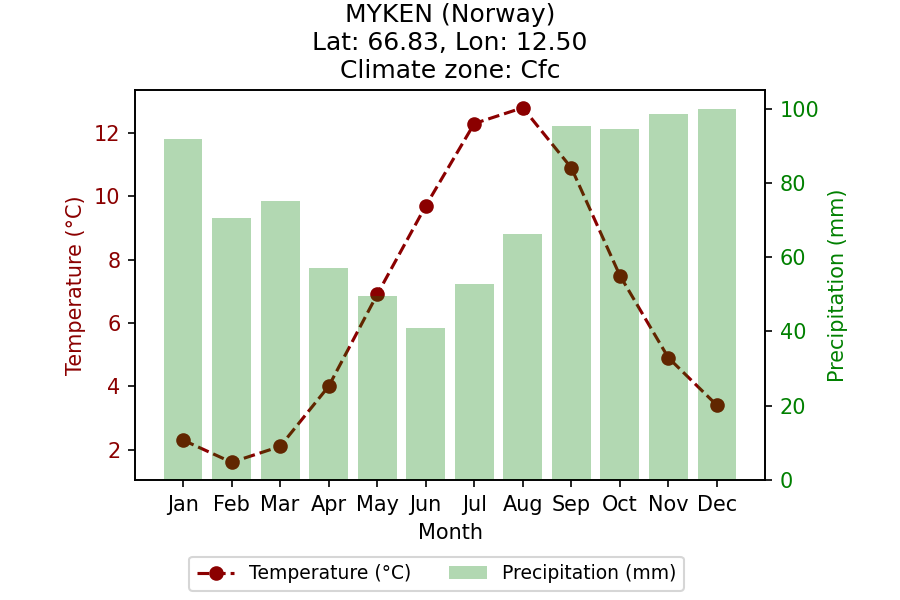 MYKEN (Norway)
Lat: 66.83, Lon: 12.50
Climate zone: Cfc
Temperature (°C)
12
10
8
6
4
2
100
80
60
40
20
0
Precipitation (mm)
Jan Feb Mar Apr May Jun Jul Aug Sep Oct Nov Dec
Month
Temperature (°C) Precipitation (mm)